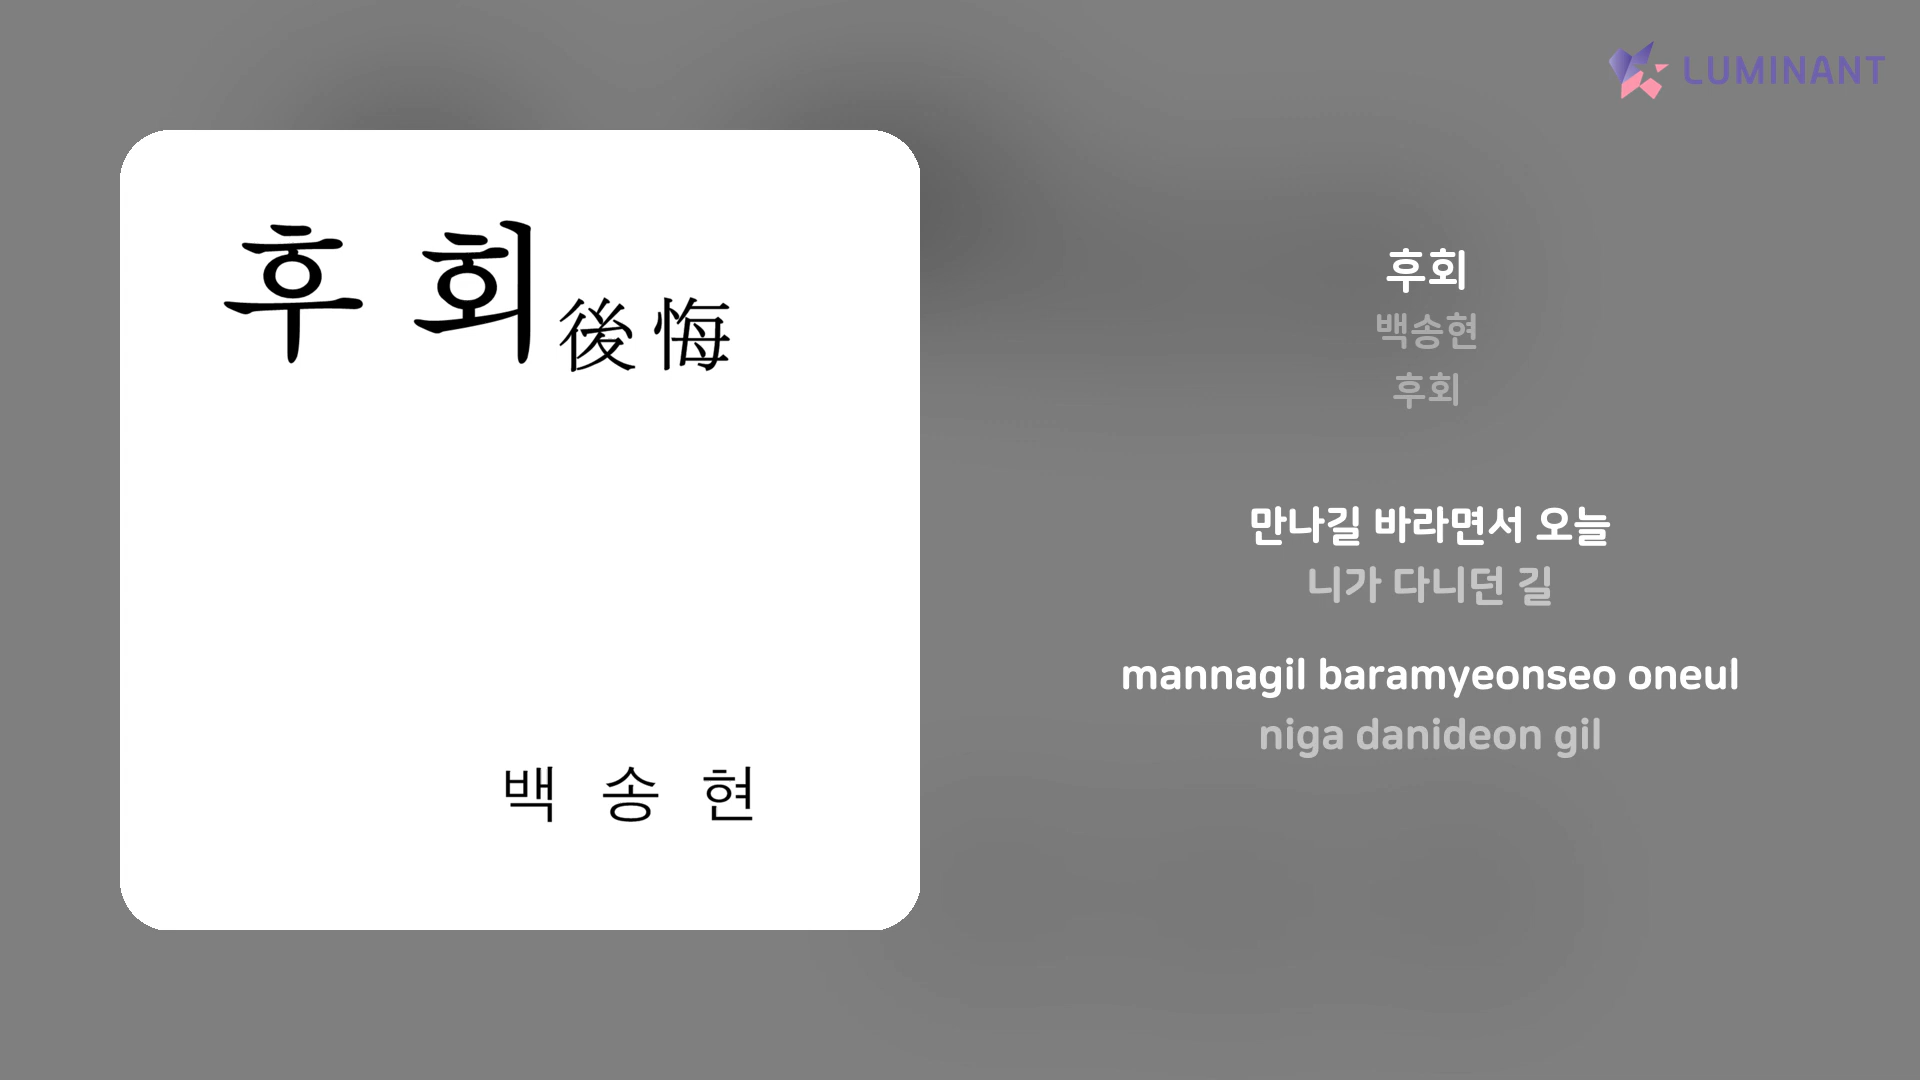 후회 後悔
백송현
LUMINANT
후회
백송현
후회
만나길 바라면서 오늘
니가 다니던 길
mannagil baramyeonseo oneul
niga danideon gil